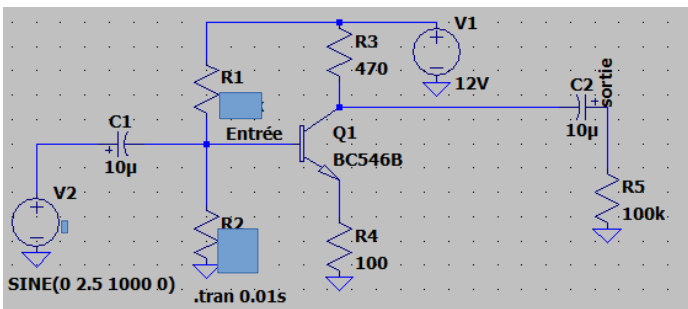 V1
R3
470
12V
R1
C2
sortie
10µ
C1
10µ
Entrée
Q1
BC546B
V2
R2
R4
100
R5
100k
SINE(0 2.5 1000 0)
.tran 0.01s